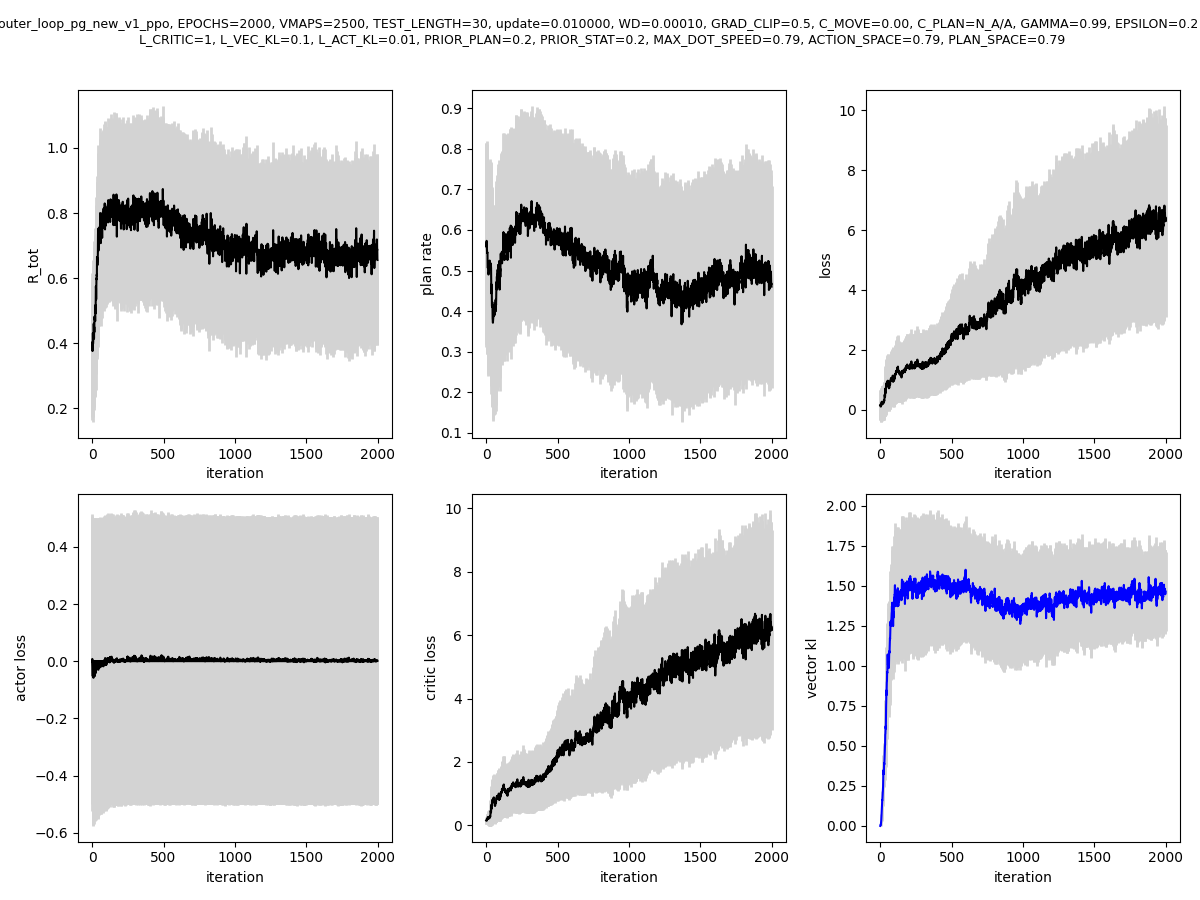 outer_loop_pg_new_v1_ppo, EPOCHS=2000, VMAPS=2500, TEST_LENGTH=30, update=0.010000, WD=0.00010, GRAD_CLIP=0.5, C_MOVE=0.00, C_PLAN=N_A/A, GAMMA=0.99, EPSILON=0.2
L_CRITIC=1, L_VEC_KL=0.1, L_ACT_KL=0.01, PRIOR_PLAN=0.2, PRIOR_STAT=0.2, MAX_DOT_SPEED=0.79, ACTION_SPACE=0.79, PLAN_SPACE=0.79
R_tot
1.0
0.8
0.6
0.4
0.2
0 500 1000 1500 2000
iteration
plan rate
0.9
0.8
0.7
0.6
0.5
0.4
0.3
0.2
0.1
0 500 1000 1500 2000
iteration
loss
10
8
6
4
2
0
0 500 1000 1500 2000
iteration
actor loss
0.4
0.2
0.0
−0.2
−0.4
−0.6
0 500 1000 1500 2000
iteration
critic loss
10
8
6
4
2
0
0 500 1000 1500 2000
iteration
vector kl
2.00
1.75
1.50
1.25
1.00
0.75
0.50
0.25
0.00
0 500 1000 1500 2000
iteration